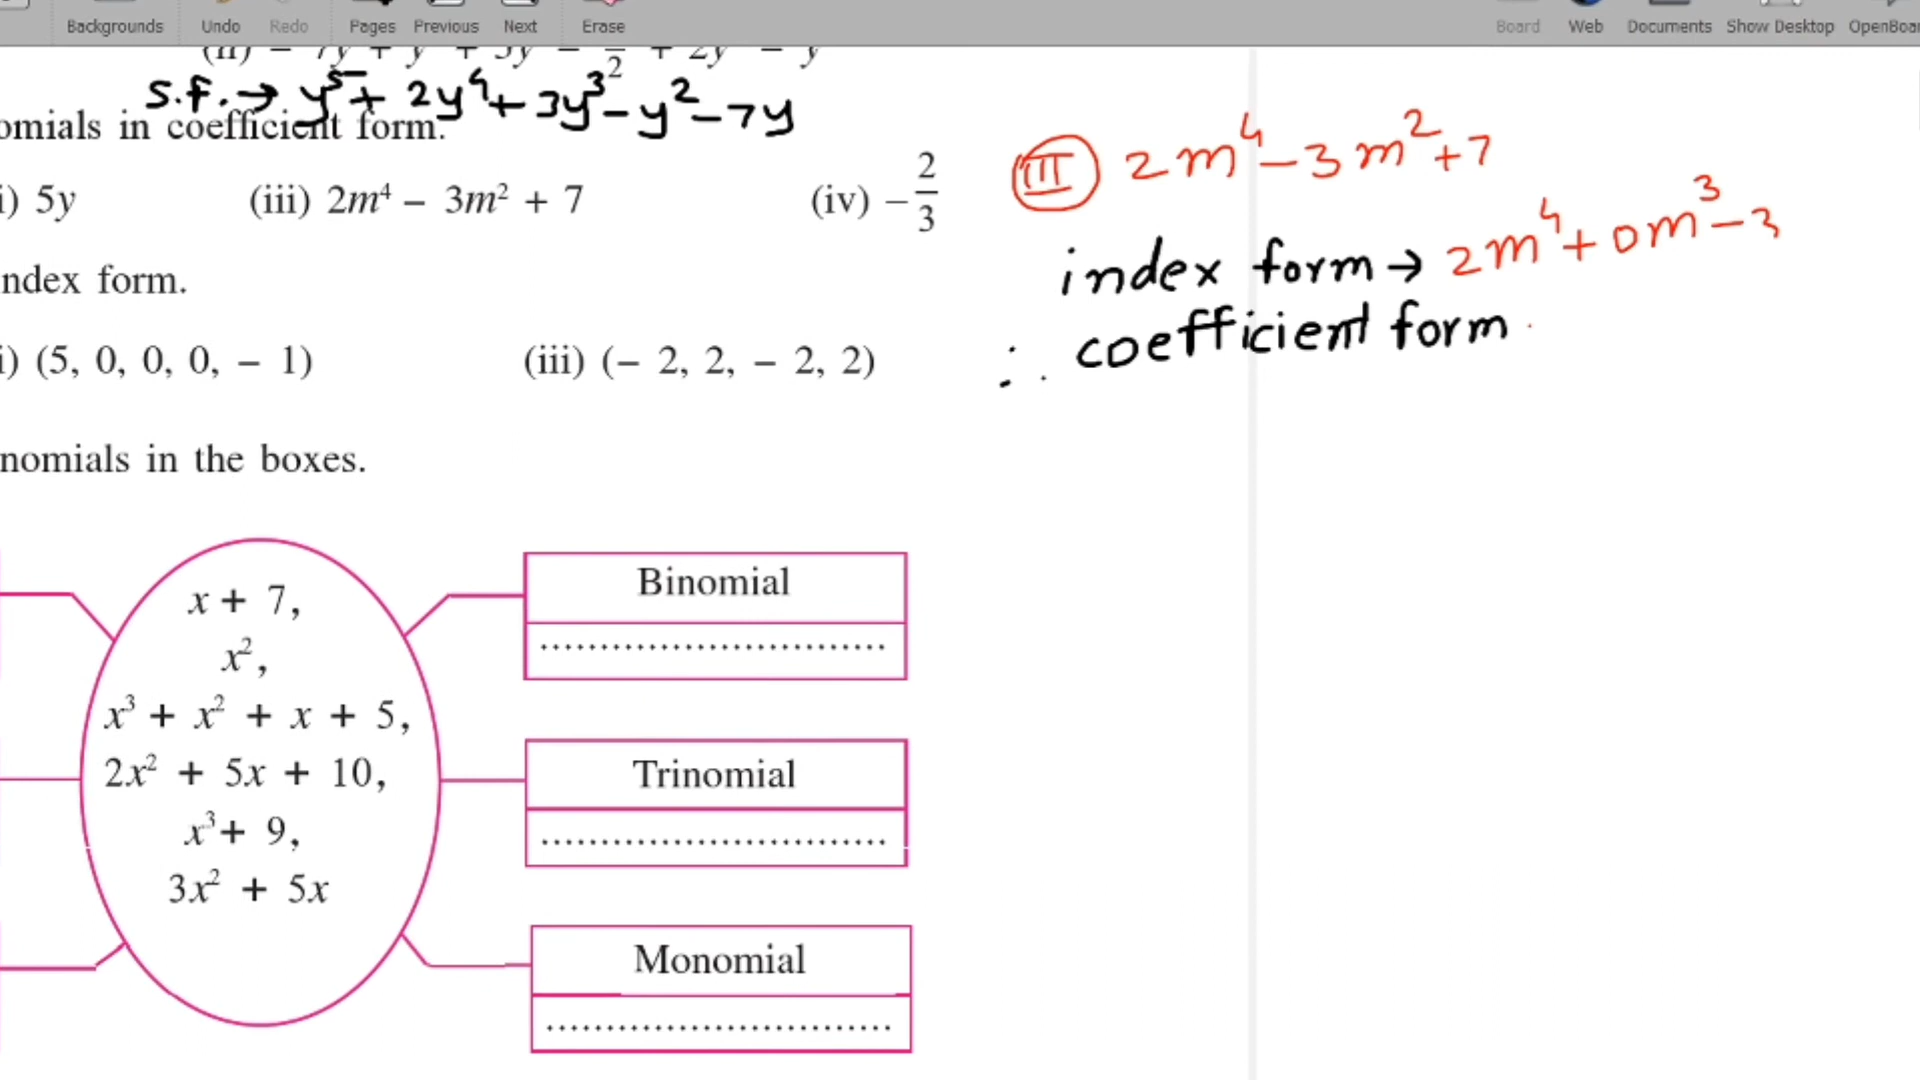 Backgrounds Undo Redo Pages Previous Next Erase Board Web Documents Show Desktop OpenBoar
s.f. → y⁵ + 2y⁴ + 3y³ – y² – 7y
omials in coefficient form.
i) 5y (iii) 2m⁴ – 3m² + 7 (iv) – 2/3
ndex form.
i) (5, 0, 0, 0, – 1) (iii) (– 2, 2, – 2, 2)
nomials in the boxes.
x + 7,
x²,
x³ + x² + x + 5,
2x² + 5x + 10,
x³ + 9,
3x² + 5x
Binomial
Trinomial
Monomial
III 2m⁴ – 3m² + 7
index form → 2m⁴ + 0m³ – 3
∴ coefficient form